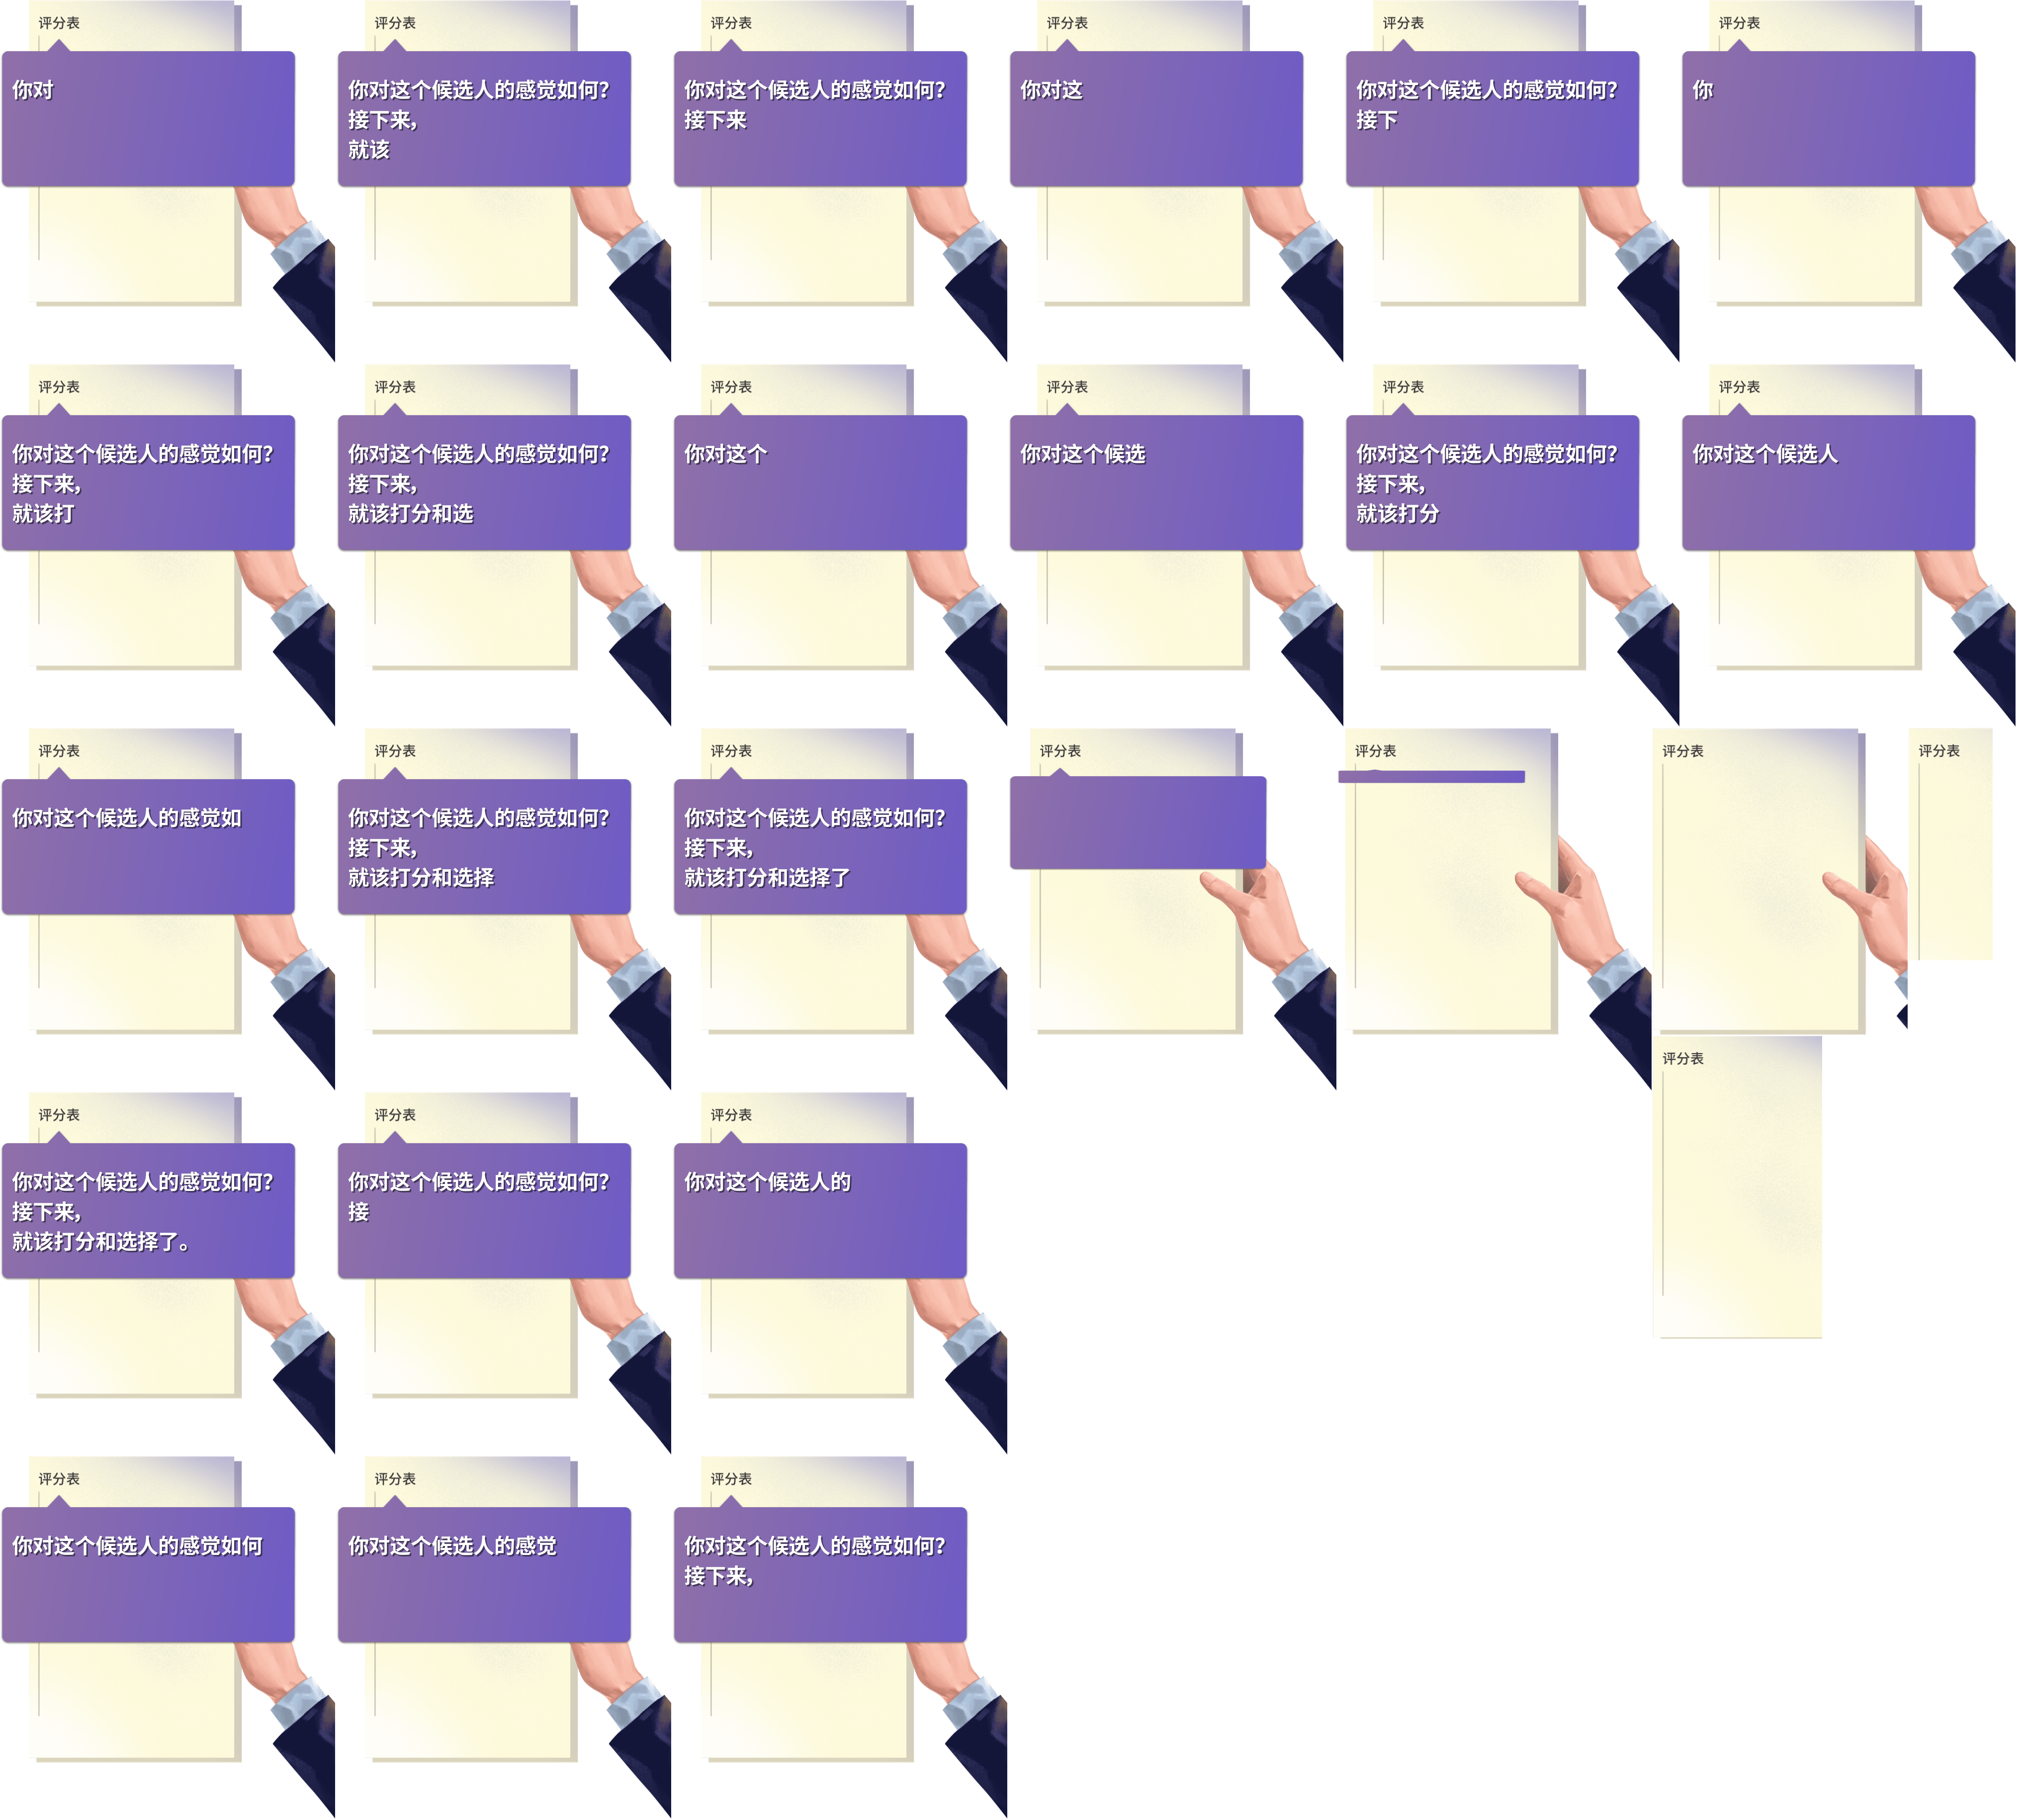 评分表
你对
评分表
你对这个候选人的感觉如何？
接下来，
就该
评分表
你对这个候选人的感觉如何？
接下来
评分表
你对这
评分表
你对这个候选人的感觉如何？
接下
评分表
你
评分表
你对这个候选人的感觉如何？
接下来，
就该打
评分表
你对这个候选人的感觉如何？
接下来，
就该打分和选
评分表
你对这个
评分表
你对这个候选
评分表
你对这个候选人的感觉如何？
接下来，
就该打分
评分表
你对这个候选人
评分表
你对这个候选人的感觉如
评分表
你对这个候选人的感觉如何？
接下来，
就该打分和选择
评分表
你对这个候选人的感觉如何？
接下来，
就该打分和选择了
评分表
评分表
评分表
评分表
评分表
评分表
你对这个候选人的感觉如何？
接下来，
就该打分和选择了。
评分表
你对这个候选人的感觉如何？
接
评分表
你对这个候选人的
评分表
你对这个候选人的感觉如何
评分表
你对这个候选人的感觉
评分表
你对这个候选人的感觉如何？
接下来，